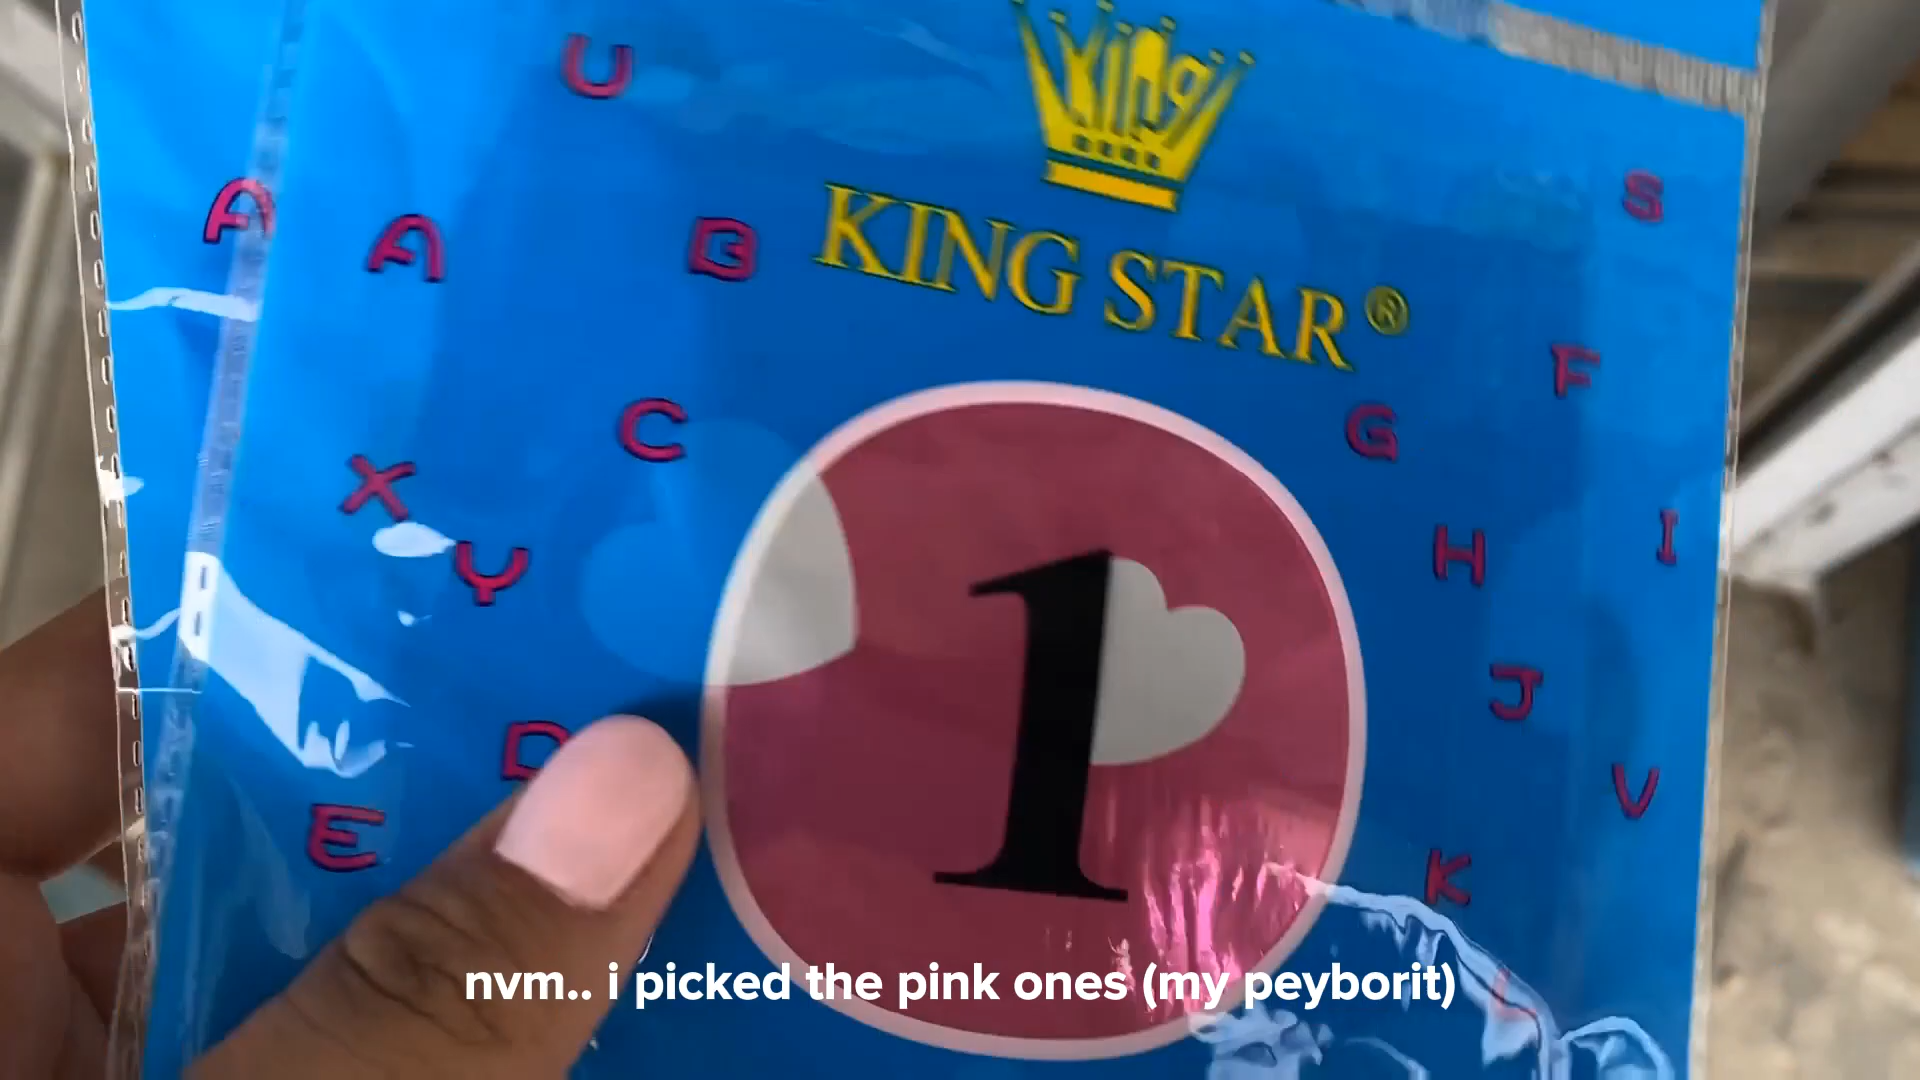 King
KING STAR®
U
S
A
A
B
F
C
G
X
Y
H
I
1
J
D
V
E
K
nvm.. i picked the pink ones (my peyborit)